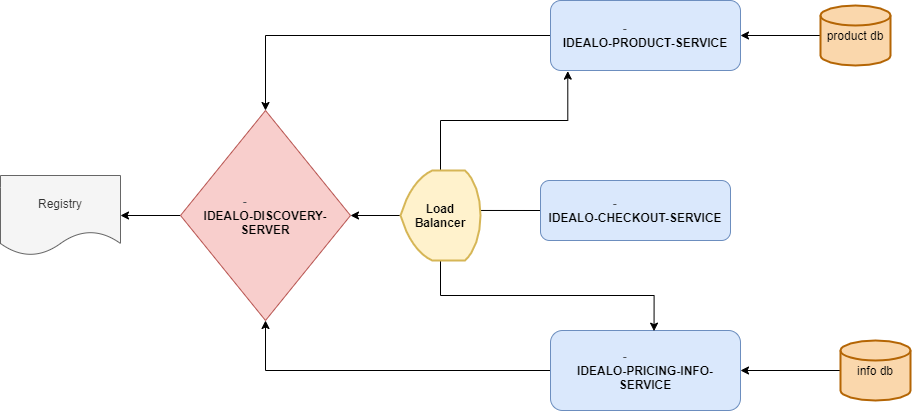 -
IDEALO-PRODUCT-SERVICE
product db
Registry
-
IDEALO-DISCOVERY-
SERVER
Load
Balancer
-
IDEALO-CHECKOUT-SERVICE
-
IDEALO-PRICING-INFO-
SERVICE
info db